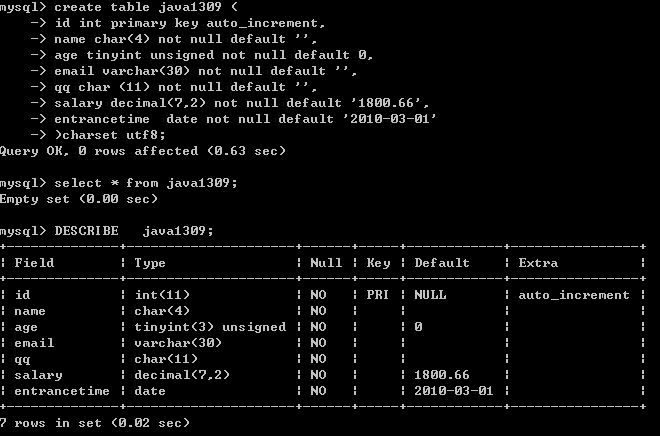 mysql> create table java1309 (
    -> id int primary key auto_increment,
    -> name char(4) not null default '',
    -> age tinyint unsigned not null default 0,
    -> email varchar(30) not null default '',
    -> qq char (11) not null default '',
    -> salary decimal(7,2) not null default '1800.66',
    -> entrancetime  date not null default '2010-03-01'
    -> )charset utf8;
Query OK, 0 rows affected (0.63 sec)
mysql> select * from java1309;
Empty set (0.00 sec)
mysql> DESCRIBE   java1309;
+--------------+---------------------+------+-----+------------+----------------+
| Field        | Type                | Null | Key | Default    | Extra          |
+--------------+---------------------+------+-----+------------+----------------+
| id           | int(11)             | NO   | PRI | NULL       | auto_increment |
| name         | char(4)             | NO   |     |            |                |
| age          | tinyint(3) unsigned | NO   |     | 0          |                |
| email        | varchar(30)         | NO   |     |            |                |
| qq           | char(11)            | NO   |     |            |                |
| salary       | decimal(7,2)        | NO   |     | 1800.66    |                |
| entrancetime | date                | NO   |     | 2010-03-01 |                |
+--------------+---------------------+------+-----+------------+----------------+
7 rows in set (0.02 sec)